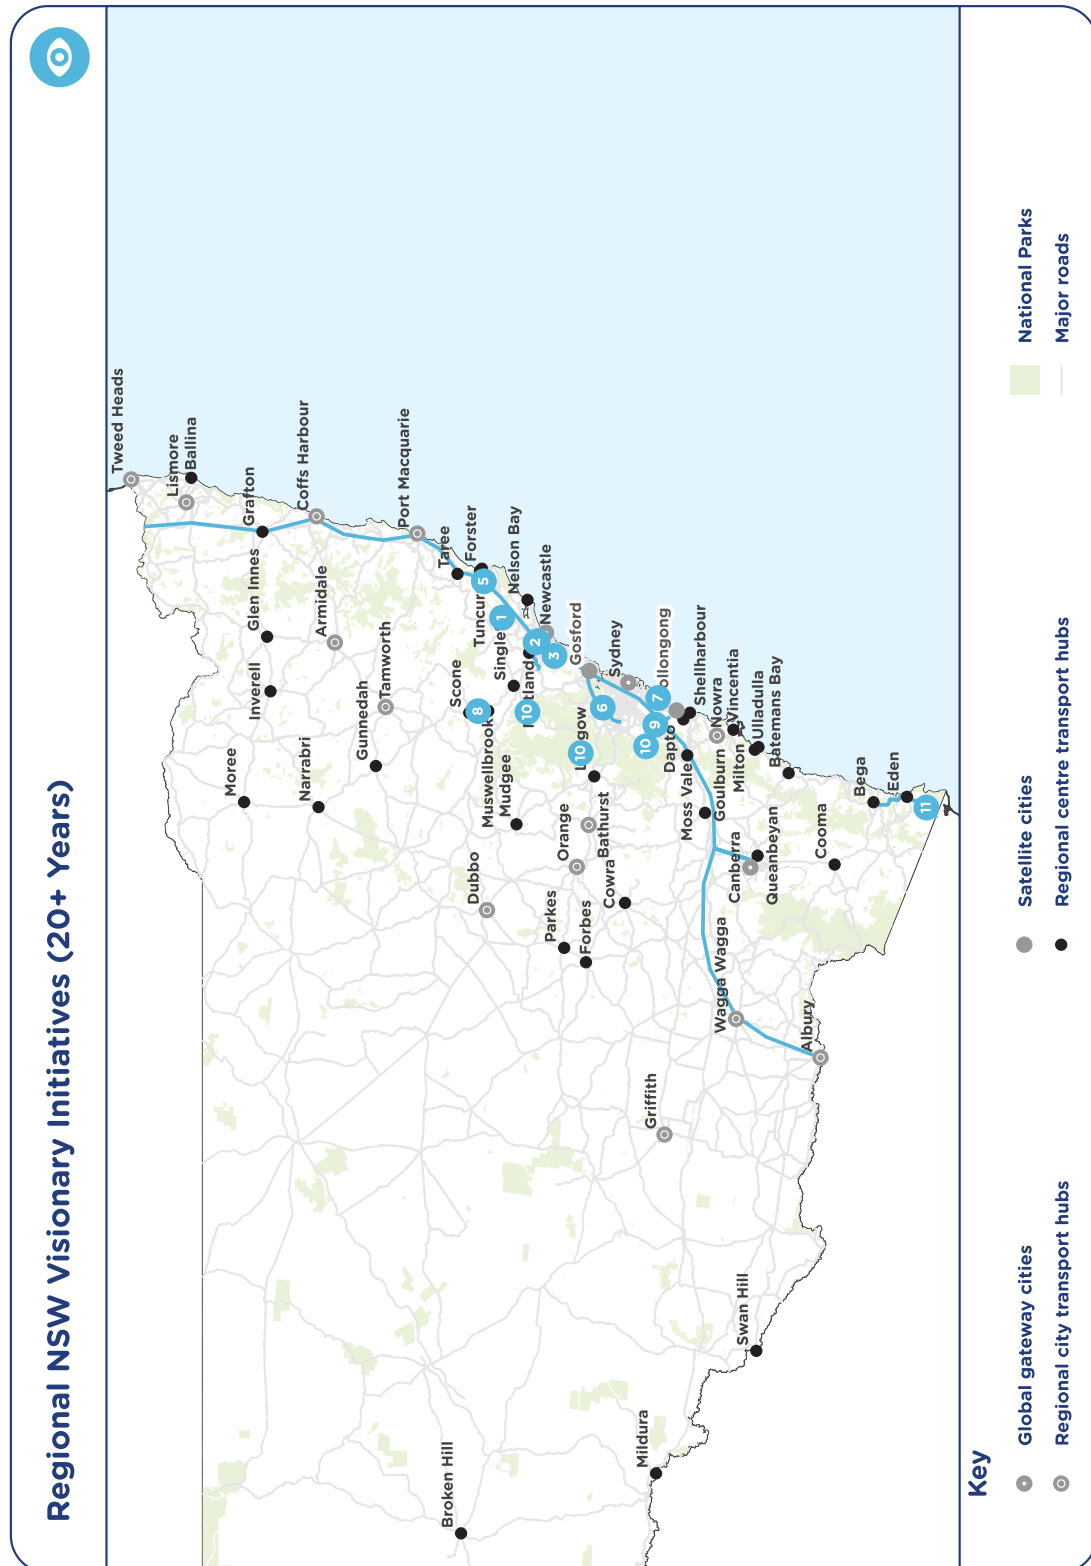 Regional NSW Visionary Initiatives (20+ Years)
Tweed Heads
Lismore
Ballina
Grafton
Coffs Harbour
Glen Innes
Inverell
Moree
Narrabri
Armidale
Port Macquarie
Tamworth
Gunnedah
Taree
Forster
Nelson Bay
Newcastle
Scone
Muswellbrook
Mudgee
Dubbo
Gosford
Sydney
Orange
Bathurst
Parkes
Forbes
Cowra
Shellharbour
Nowra
Vincentia
Dapto
Moss Vale
Goulburn
Milton
Ulladulla
Batemans Bay
Canberra
Queanbeyan
Cooma
Bega
Eden
Wagga Wagga
Albury
Griffith
Swan Hill
Mildura
Broken Hill
5
1
2
3
8
10
6
10
7
9
10
11
Key
Global gateway cities
Regional city transport hubs
Satellite cities
Regional centre transport hubs
National Parks
Major roads